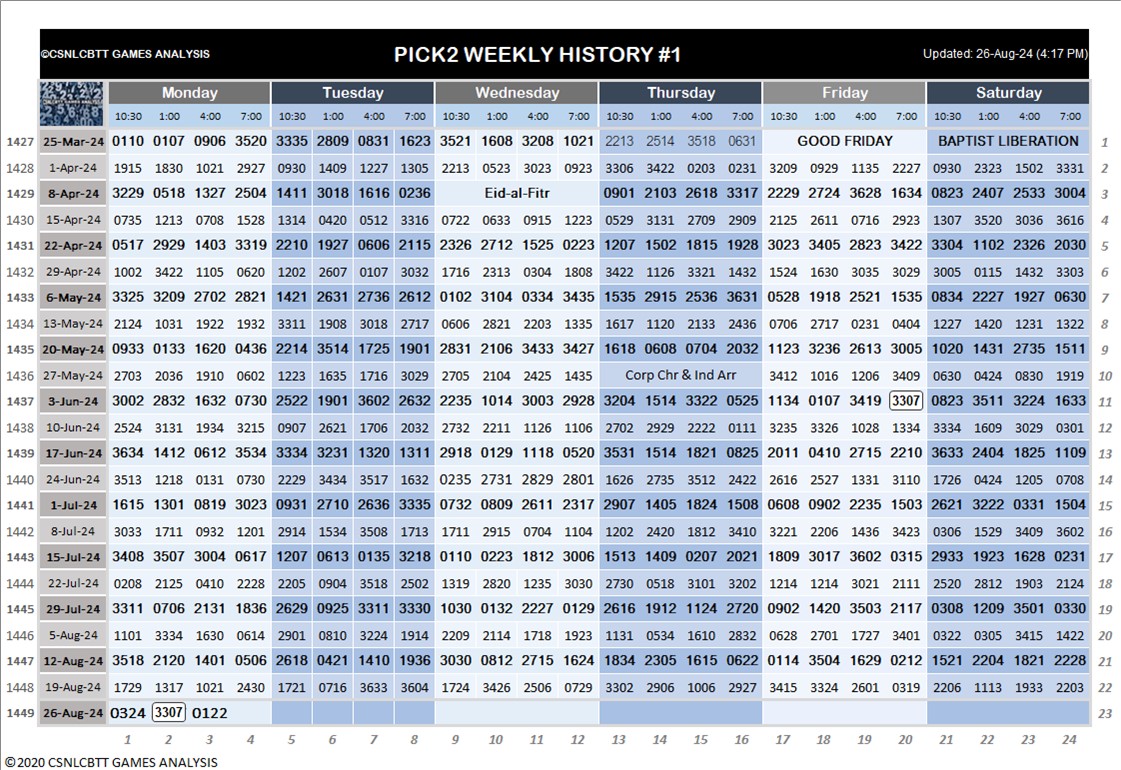 ©CSNLCBTT GAMES ANALYSIS PICK2 WEEKLY HISTORY #1 Updated: 26-Aug-24 (4:17 PM)
Monday Tuesday Wednesday Thursday Friday Saturday
10:30 1:00 4:00 7:00 10:30 1:00 4:00 7:00 10:30 1:00 4:00 7:00 10:30 1:00 4:00 7:00 10:30 1:00 4:00 7:00 10:30 1:00 4:00 7:00
1427 25-Mar-24 0110 0107 0906 3520 3335 2809 0831 1623 3521 1608 3208 1021 2213 2514 3518 0631 GOOD FRIDAY BAPTIST LIBERATION 1
1428 1-Apr-24 1915 1830 1021 2927 0930 1409 1227 1305 2213 0523 3023 0923 3306 3422 0203 0231 3209 0929 1135 2227 0930 2323 1502 3331 2
1429 8-Apr-24 3229 0518 1327 2504 1411 3018 1616 0236 Eid-al-Fitr 0901 2103 2618 3317 2229 2724 3628 1634 0823 2407 2533 3004 3
1430 15-Apr-24 0735 1213 0708 1528 1314 0420 0512 3316 0722 0633 0915 1223 0529 3131 2709 2909 2125 2611 0716 2923 1307 3520 3036 3616 4
1431 22-Apr-24 0517 2929 1403 3319 2210 1927 0606 2115 2326 2712 1525 0223 1207 1502 1815 1928 3023 3405 2823 3422 3304 1102 2326 2030 5
1432 29-Apr-24 1002 3422 1105 0620 1202 2607 0107 3032 1716 2313 0304 1808 3422 1126 3321 1432 1524 1630 3035 3029 3005 0115 1432 3303 6
1433 6-May-24 3325 3209 2702 2821 1421 2631 2736 2612 0102 3104 0334 3435 1535 2915 2536 3631 0528 1918 2521 1535 0834 2227 1927 0630 7
1434 13-May-24 2124 1031 1922 1932 3311 1908 3018 2717 0606 2821 2203 1335 1617 1120 2133 2436 0706 2717 0231 0404 1227 1420 1231 1322 8
1435 20-May-24 0933 0133 1620 0436 2214 3514 1725 1901 2831 2106 3433 3427 1618 0608 0704 2032 1123 3236 2613 3005 1020 1431 2735 1511 9
1436 27-May-24 2703 2036 1910 0602 1223 1635 1716 3029 2705 2104 2425 1435 Corp Chr & Ind Arr 3412 1016 1206 3409 0630 0424 0830 1919 10
1437 3-Jun-24 3002 2832 1632 0730 2522 1901 3602 2632 2235 1014 3003 2928 3204 1514 3322 0525 1134 0107 3419 3307 0823 3511 3224 1633 11
1438 10-Jun-24 2524 3131 1934 3215 0907 2621 1706 2032 2732 2211 1126 1106 2702 2929 2222 0111 3235 3326 1028 1334 3334 1609 3029 0301 12
1439 17-Jun-24 3634 1412 0612 3534 3334 3231 1320 1311 2918 0129 1118 0520 3531 1514 1821 0825 2011 0410 2715 2210 3633 2404 1825 1109 13
1440 24-Jun-24 3513 1218 0131 0730 2229 3434 3517 1632 0235 2731 2829 2801 1626 2735 3512 2422 2616 2527 1331 3110 1726 0424 1205 0708 14
1441 1-Jul-24 1615 1301 0819 3023 0931 2710 2636 3335 0732 0809 2611 2317 2907 1405 1824 1508 0608 0902 2235 1503 2621 3222 0331 1504 15
1442 8-Jul-24 3033 1711 0932 1201 2914 1534 3508 1713 1711 2915 0704 1104 1202 2420 1812 3410 3221 2206 1436 3423 0306 1529 3409 3602 16
1443 15-Jul-24 3408 3507 3004 0617 1207 0613 0135 3218 0110 0223 1812 3006 1513 1409 0207 2021 1809 3017 3602 0315 2933 1923 1628 0231 17
1444 22-Jul-24 0208 2125 0410 2228 2205 0904 3518 2502 1319 2820 1235 3030 2730 0518 3101 3202 1214 1214 3021 2111 2520 2812 1903 2124 18
1445 29-Jul-24 3311 0706 2131 1836 2629 0925 3311 3330 1030 0132 2227 0129 2616 1912 1124 2720 0902 1420 3503 2117 0308 1209 3501 0330 19
1446 5-Aug-24 1101 3334 1630 0614 2901 0810 3224 1914 2209 2114 1718 1923 1131 0534 1610 2832 0628 2701 1727 3401 0322 0305 3415 1422 20
1447 12-Aug-24 3518 2120 1401 0506 2618 0421 1410 1936 3030 0812 2715 1624 1834 2305 1615 0622 0114 3504 1629 0212 1521 2204 1821 2228 21
1448 19-Aug-24 1729 1317 1021 2430 1721 0716 3633 3604 1724 3426 2506 0729 3302 2906 1006 2927 3415 3324 2601 0319 2206 1113 1933 2203 22
1449 26-Aug-24 0324 3307 0122 23
1 2 3 4 5 6 7 8 9 10 11 12 13 14 15 16 17 18 19 20 21 22 23 24
©2020 CSNLCBTT GAMES ANALYSIS